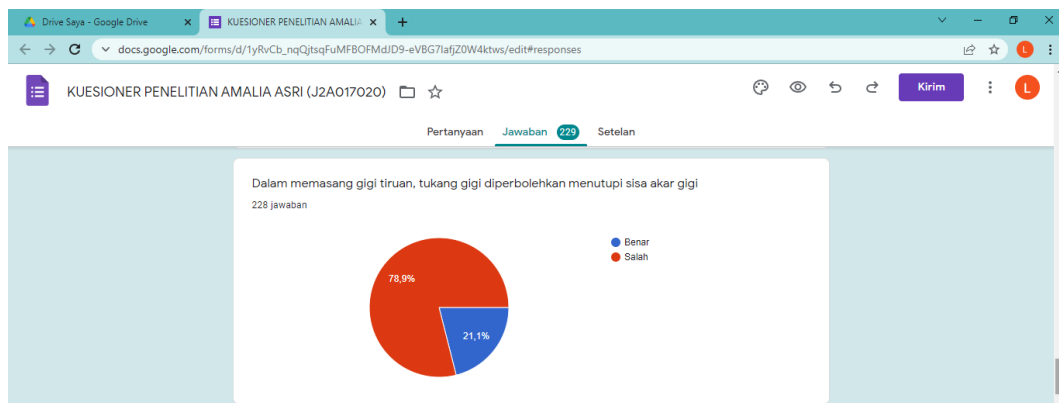 Drive Saya - Google Drive
KUESIONER PENELITIAN AMALIA
docs.google.com/forms/d/1yRvCb_nqQjtsqFuMFBOFMdJD9-eVBG7lafjZ0W4ktws/edit#responses
L
KUESIONER PENELITIAN AMALIA ASRI (J2A017020)
Kirim
L
Pertanyaan Jawaban 229 Setelan
Dalam memasang gigi tiruan, tukang gigi diperbolehkan menutupi sisa akar gigi
228 jawaban
Benar
Salah
78,9%
21,1%